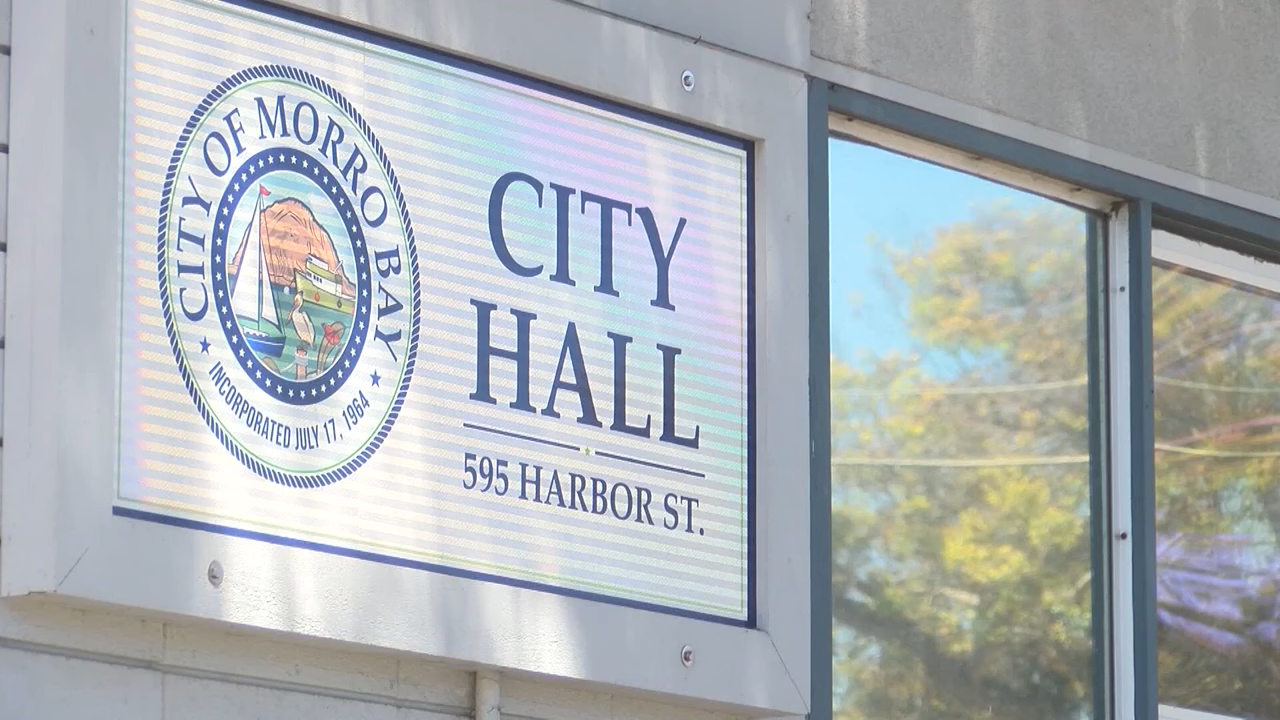 CITY OF MORRO BAY
INCORPORATED JULY 17, 1964
CITY
HALL
595 HARBOR ST.